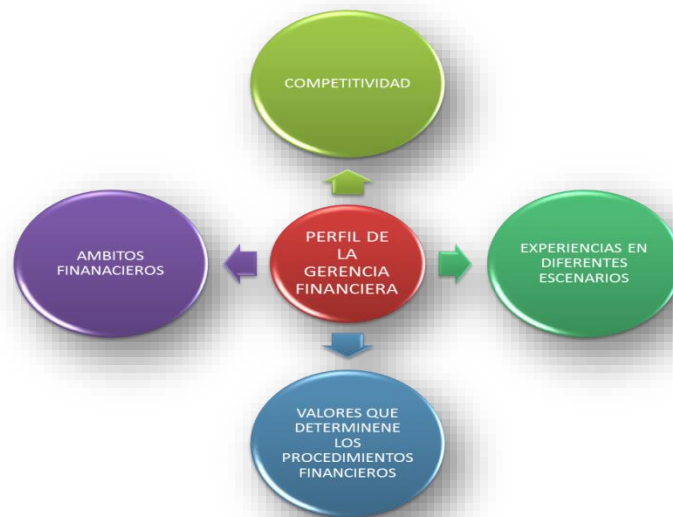 COMPETITIVIDAD
AMBITOS
FINANACIEROS
PERFIL DE
LA
GERENCIA
FINANCIERA
EXPERIENCIAS EN
DIFERENTES
ESCENARIOS
VALORES QUE
DETERMINENE
LOS
PROCEDIMIENTOS
FINANCIEROS